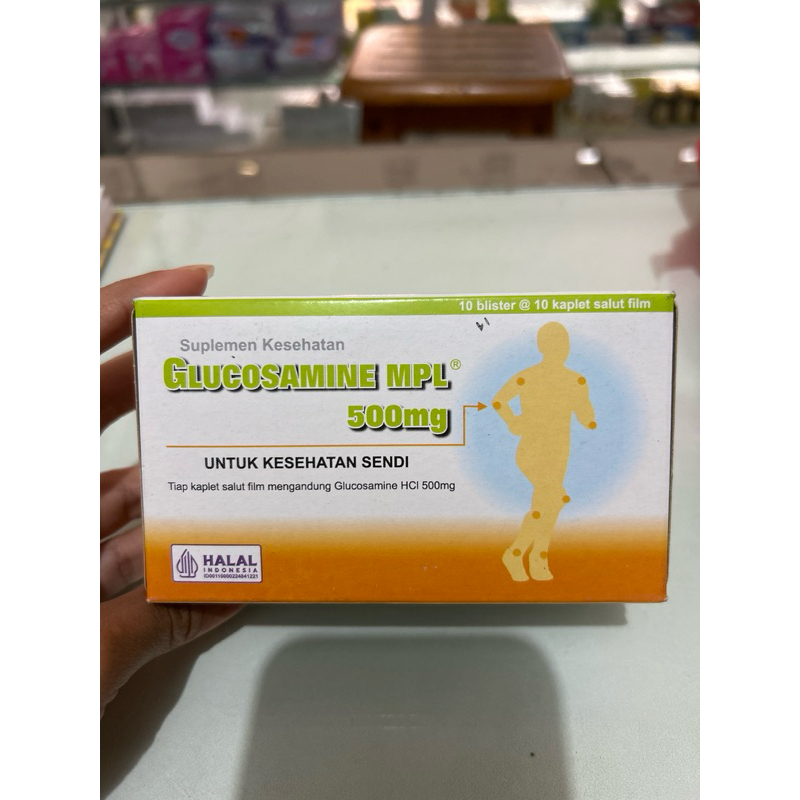 10 blister @ 10 kaplet salut film
Suplemen Kesehatan
GLUCOSAMINE MPL®
500mg
UNTUK KESEHATAN SENDI
Tiap kaplet salut film mengandung Glucosamine HCl 500mg
HALAL
INDONESIA